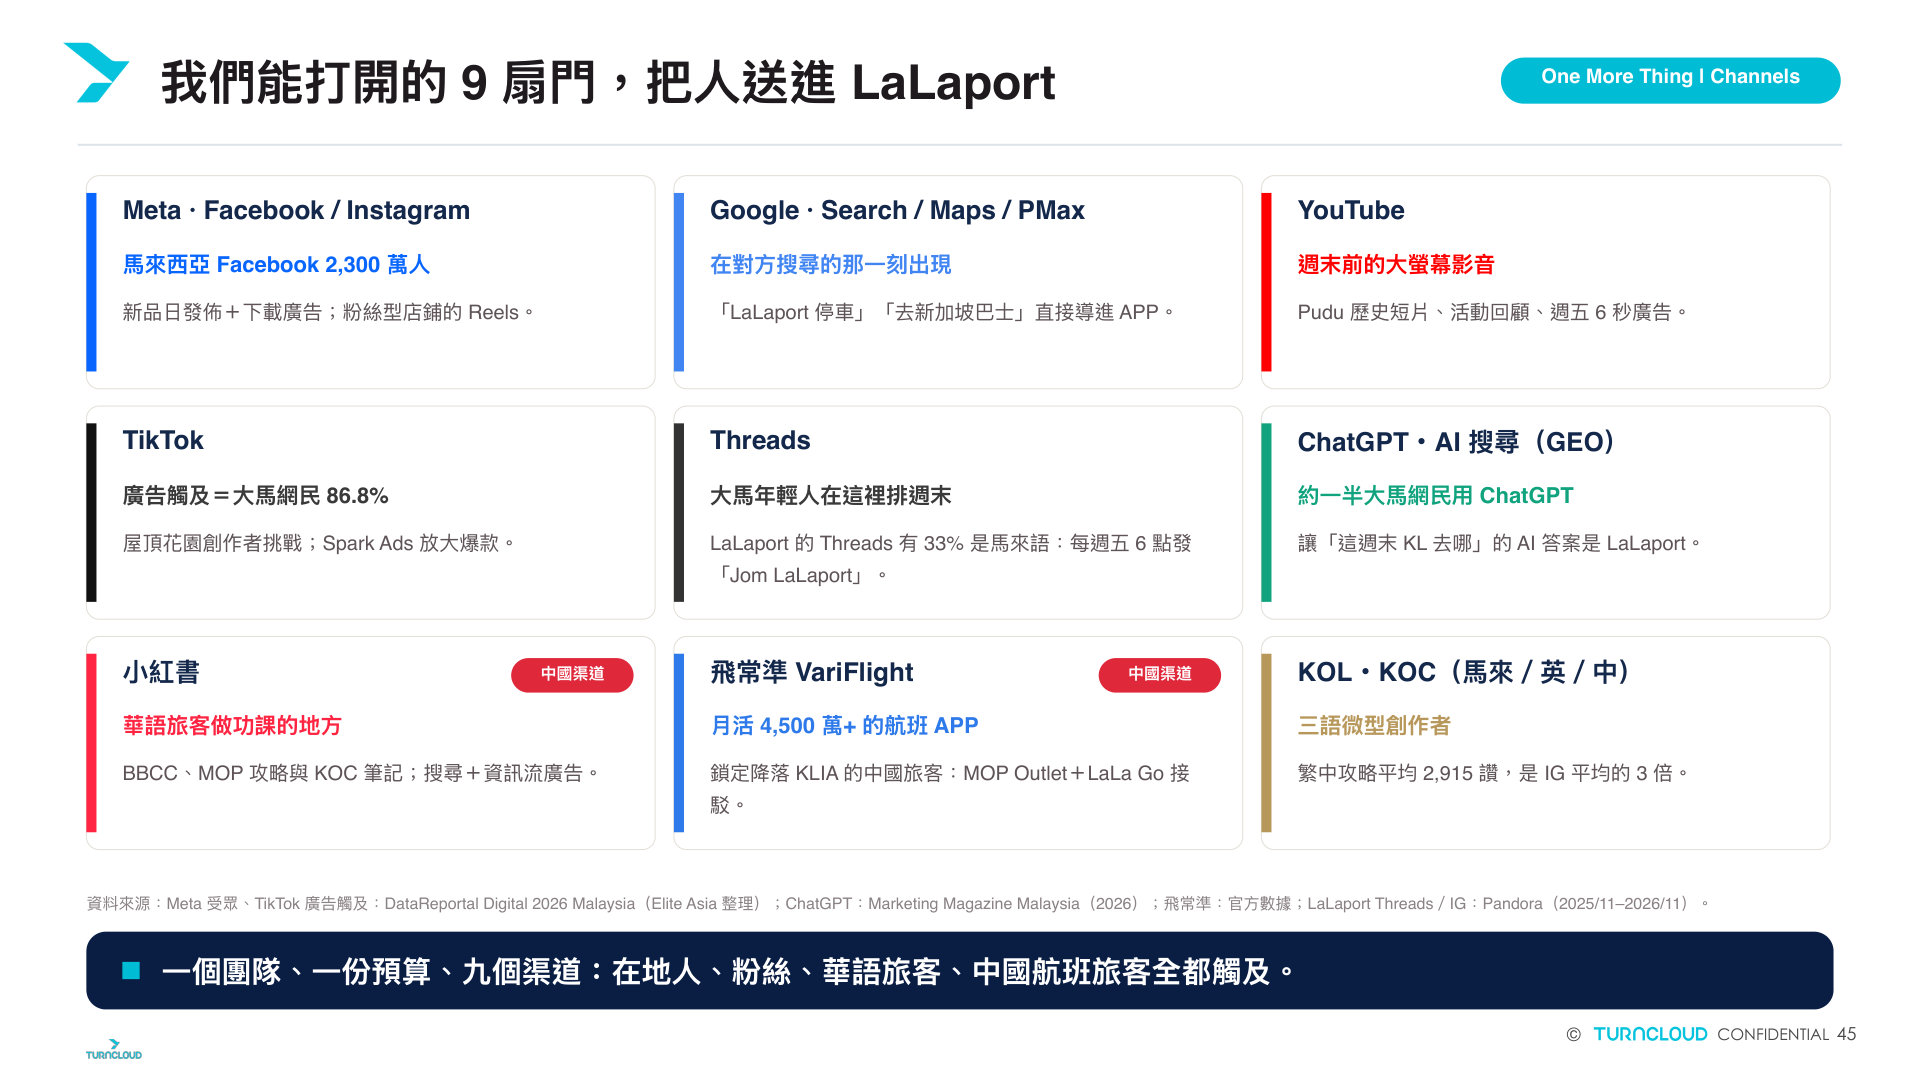 我們能打開的 9 扇門，把人送進 LaLaport
One More Thing | Channels
Meta · Facebook / Instagram
馬來西亞 Facebook 2,300 萬人
新品日發佈＋下載廣告；粉絲型店鋪的 Reels。
Google · Search / Maps / PMax
在對方搜尋的那一刻出現
「LaLaport 停車」「去新加坡巴士」直接導進 APP。
YouTube
週末前的大螢幕影音
Pudu 歷史短片、活動回顧、週五 6 秒廣告。
TikTok
廣告觸及＝大馬網民 86.8%
屋頂花園創作者挑戰；Spark Ads 放大爆款。
Threads
大馬年輕人在這裡排週末
LaLaport 的 Threads 有 33% 是馬來語：每週五 6 點發
「Jom LaLaport」。
ChatGPT・AI 搜尋（GEO）
約一半大馬網民用 ChatGPT
讓「這週末 KL 去哪」的 AI 答案是 LaLaport。
小紅書
中國渠道
華語旅客做功課的地方
BBCC、MOP 攻略與 KOC 筆記；搜尋＋資訊流廣告。
飛常準 VariFlight
中國渠道
月活 4,500 萬+ 的航班 APP
鎖定降落 KLIA 的中國旅客：MOP Outlet＋LaLa Go 接
駁。
KOL・KOC（馬來 / 英 / 中）
三語微型創作者
繁中攻略平均 2,915 讚，是 IG 平均的 3 倍。
資料來源：Meta 受眾、TikTok 廣告觸及：DataReportal Digital 2026 Malaysia（Elite Asia 整理）；ChatGPT：Marketing Magazine Malaysia（2026）；飛常準：官方數據；LaLaport Threads / IG：Pandora（2025/11–2026/11）。
一個團隊、一份預算、九個渠道：在地人、粉絲、華語旅客、中國航班旅客全都觸及。
TURNCLOUD
© TURNCLOUD CONFIDENTIAL 45